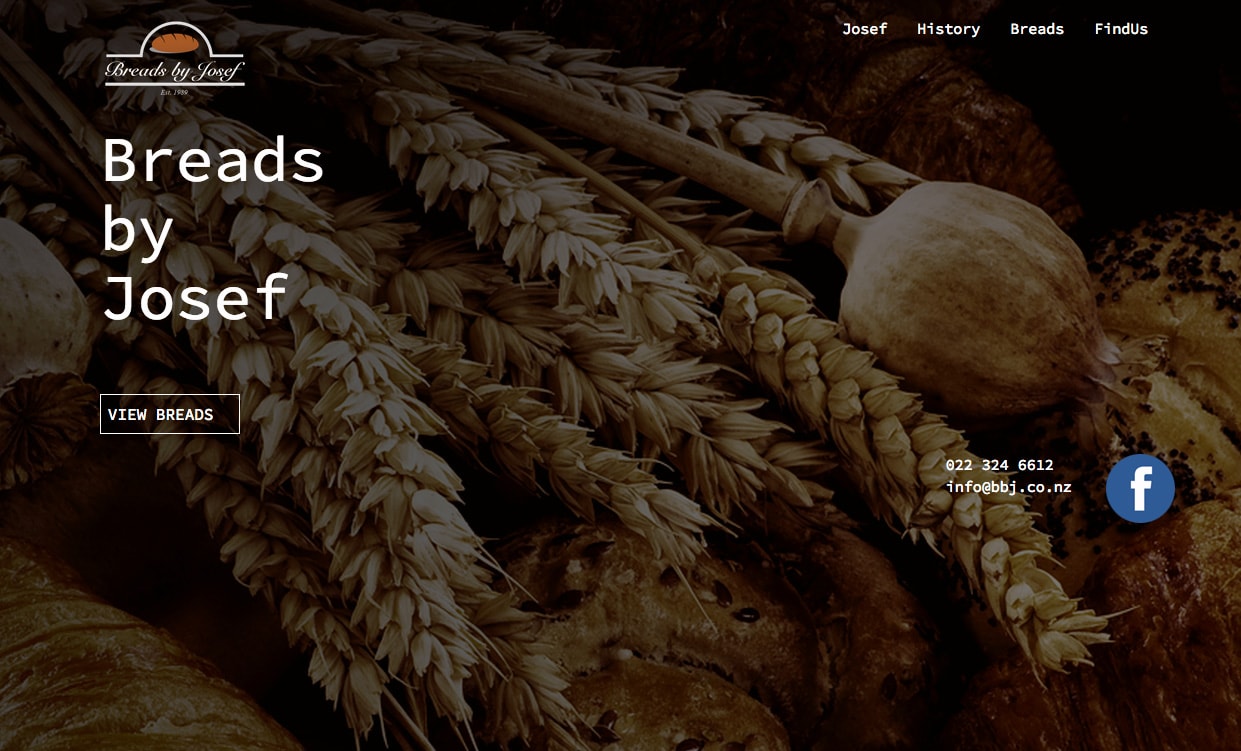 Breads by Josef
Est. 1989
Josef History Breads FindUs
Breads
by
Josef
VIEW BREADS
022 324 6612
info@bbj.co.nz
f